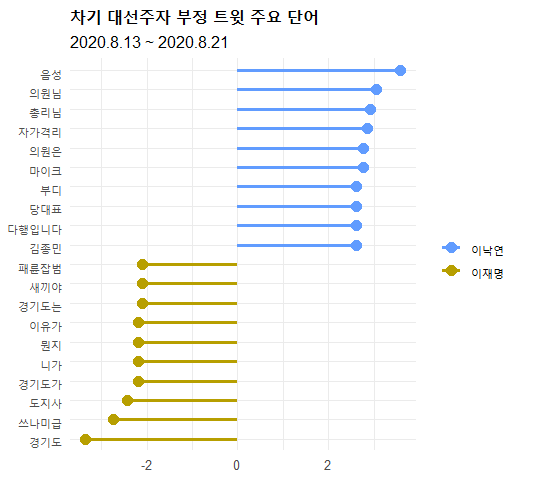 차기 대선주자 부정 트윗 주요 단어
2020.8.13 ~ 2020.8.21
음성
의원님
총리님
자가격리
의원은
마이크
부디
당대표
다행입니다
김종민
패륜잡범
새끼야
경기도는
이유가
뭔지
니가
경기도가
도지사
쓰나미급
경기도
-2 0 2
이낙연
이재명